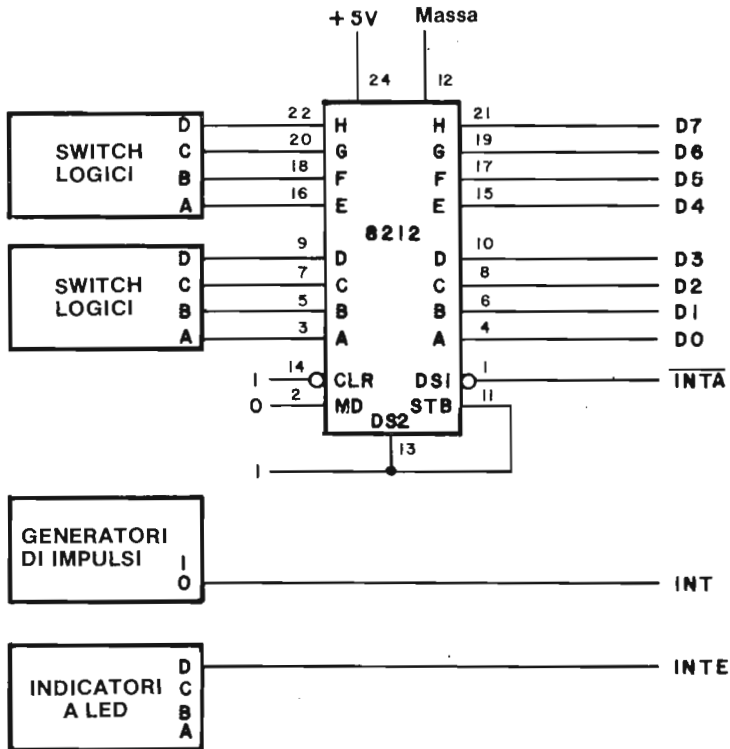 +5V Massa
24 12
D 22 H H 21 D7
SWITCH LOGICI
C 20 G G 19 D6
B 18 F F 17 D5
A 16 E E 15 D4
8212
D 9 D D 10 D3
SWITCH LOGICI
C 7 C C 8 D2
B 5 B B 6 D1
A 3 A A 4 D0
1 14 CLR DS1 1 INTA
0 2 MD STB 11
DS2
13
1
GENERATORI
DI IMPULSI 1
0 INT
D INTE
INDICATORI C
A LED B
A